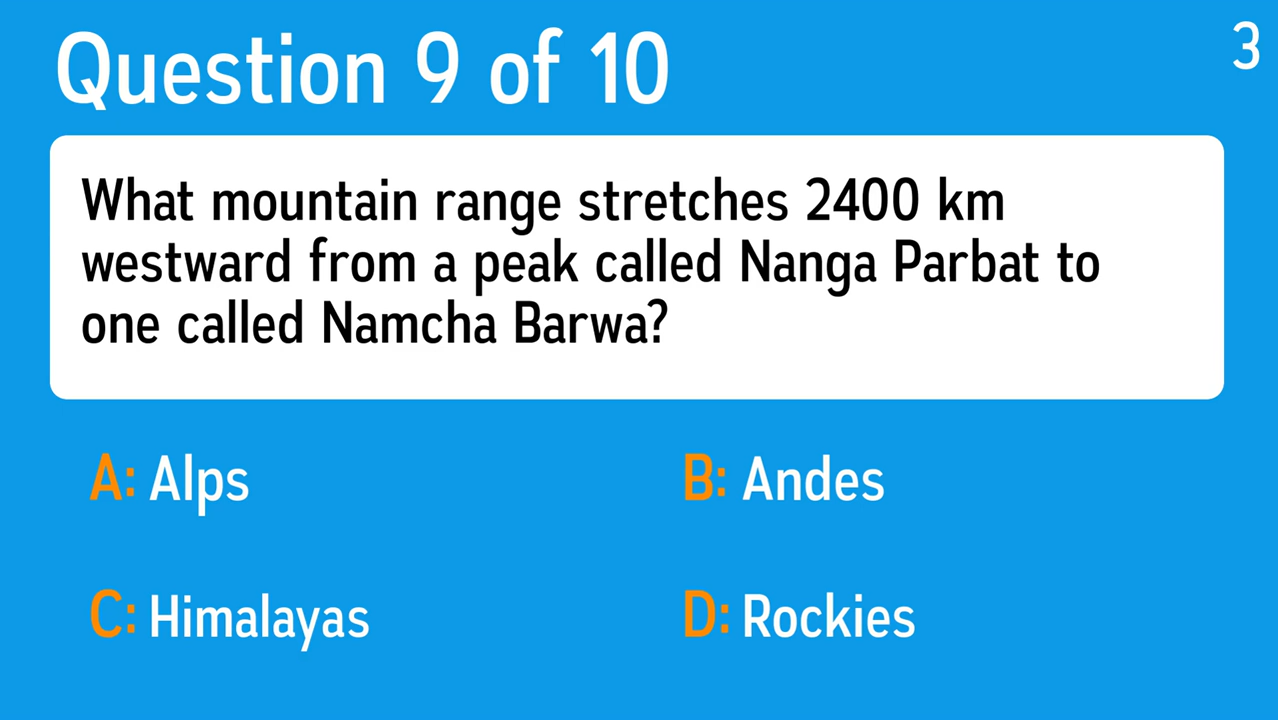 Question 9 of 10
3
What mountain range stretches 2400 km
westward from a peak called Nanga Parbat to
one called Namcha Barwa?
A: Alps
B: Andes
C: Himalayas
D: Rockies